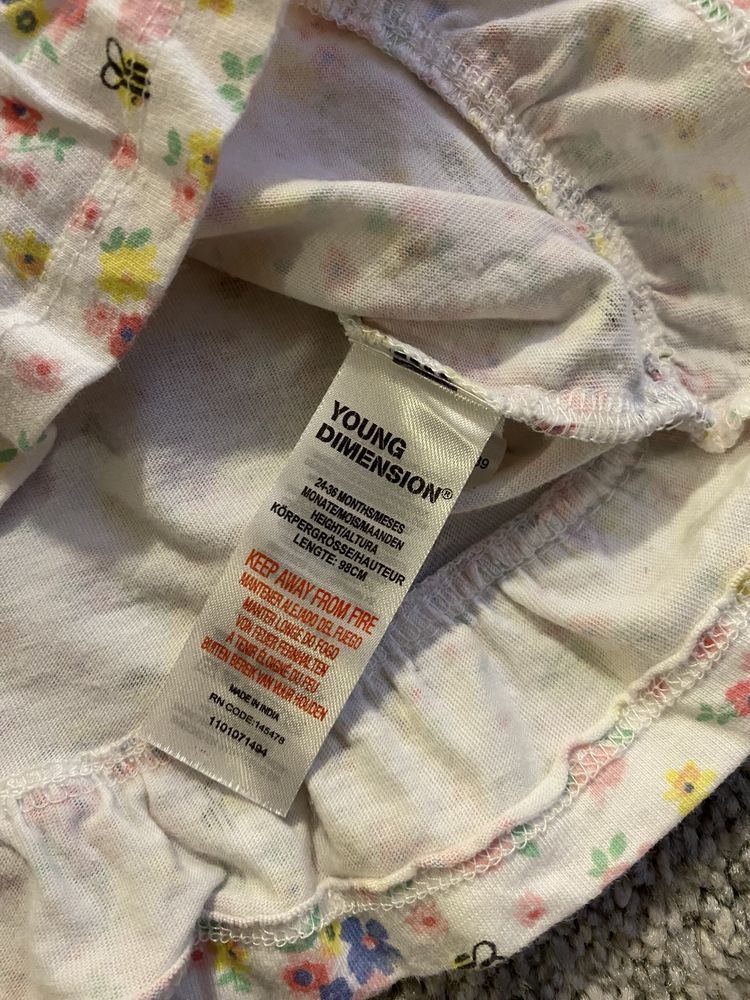 YOUNG
DIMENSION®
24-36 MONTHS/MESES
MONATE/MOIS/MAANDEN
HEIGHT/ALTURA
KÖRPERGRÖSSE/HAUTEUR
LENGTE: 98CM
KEEP AWAY FROM FIRE
MANTENER ALEJADO DEL FUEGO
MANTER LONGE DO FOGO
VON FEUER FERNHALTEN
A TENIR ÉLOIGNÉ DU FEU
BUITEN BEREIK VAN VUUR HOUDEN
MADE IN INDIA
RN CODE: 145478
1101071494